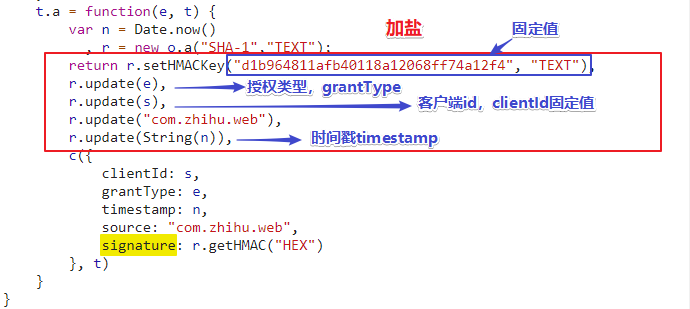 t.a = function(e, t) {
var n = Date.now()
加盐
固定值
, r = new o.a("SHA-1","TEXT");
return r.setHMACKey("d1b964811afb40118a12068ff74a12f4", "TEXT"),
r.update(e), 授权类型，grantType
r.update(s), 客户端id，clientId固定值
r.update("com.zhihu.web"),
r.update(String(n)), 时间戳timestamp
c({
clientId: s,
grantType: e,
timestamp: n,
source: "com.zhihu.web",
signature: r.getHMAC("HEX")
}, t)
}
}